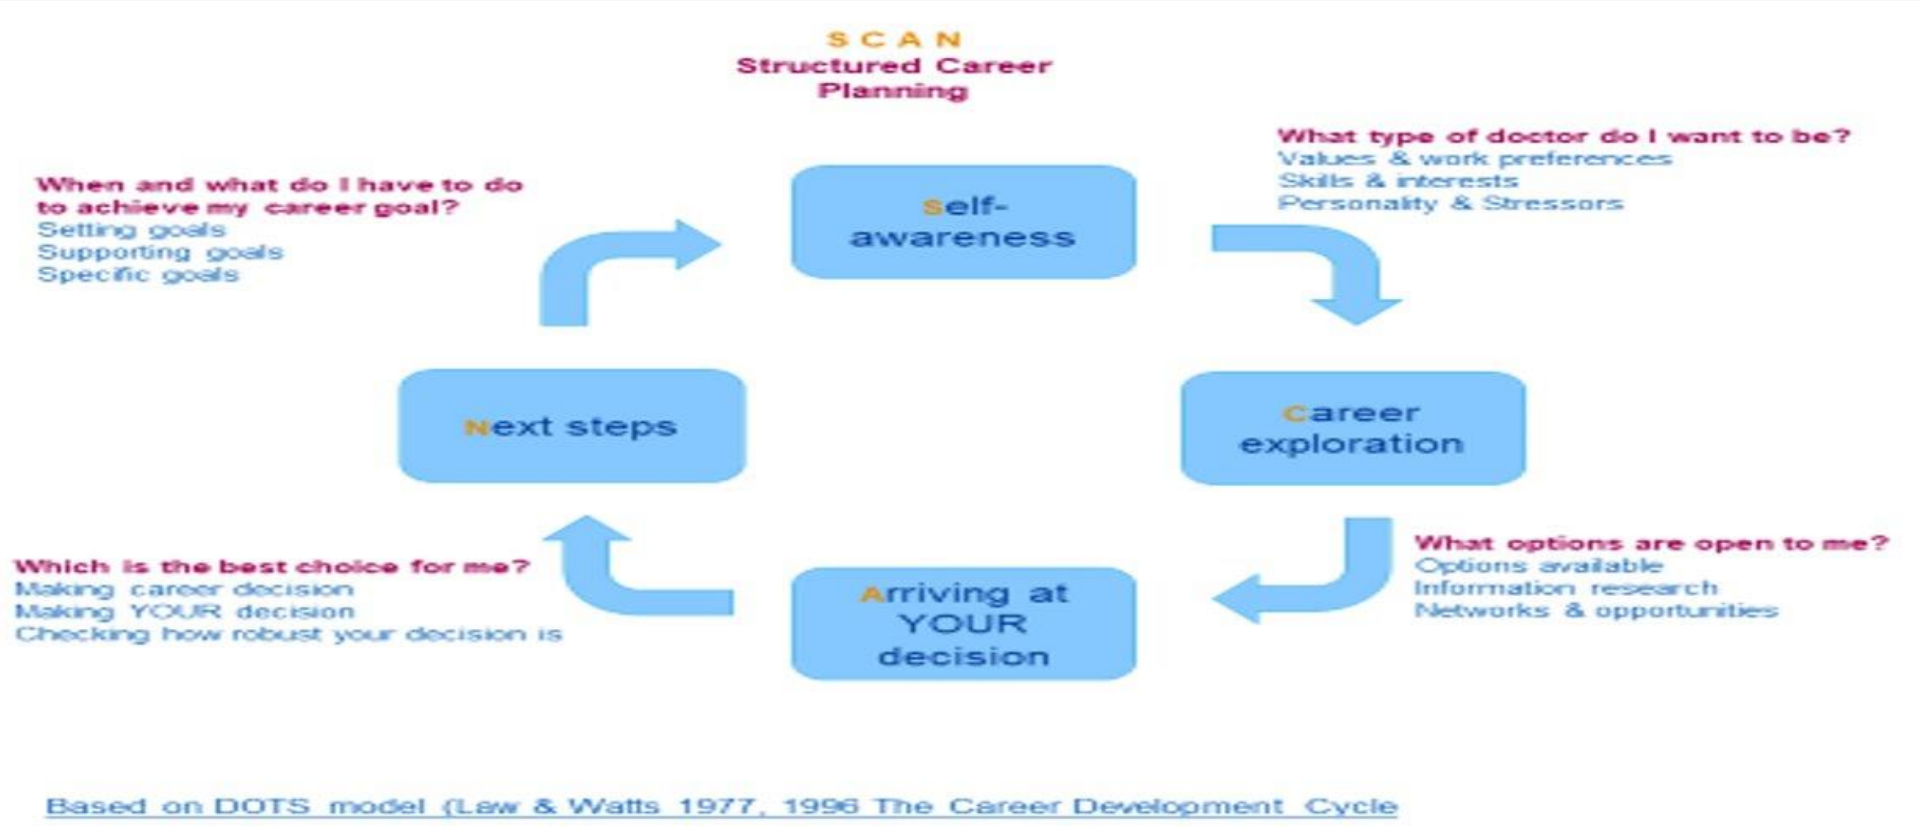 S C A N
Structured Career
Planning
What type of doctor do I want to be?
Values & work preferences
Skills & interests
Personality & Stressors
When and what do I have to do
to achieve my career goal?
Setting goals
Supporting goals
Specific goals
Self-
awareness
Next steps
Career
exploration
What options are open to me?
Options available
Information research
Networks & opportunities
Which is the best choice for me?
Making career decision
Making YOUR decision
Checking how robust your decision is
Arriving at
YOUR
decision
Based on DOTS model (Law & Watts 1977, 1996 The Career Development Cycle